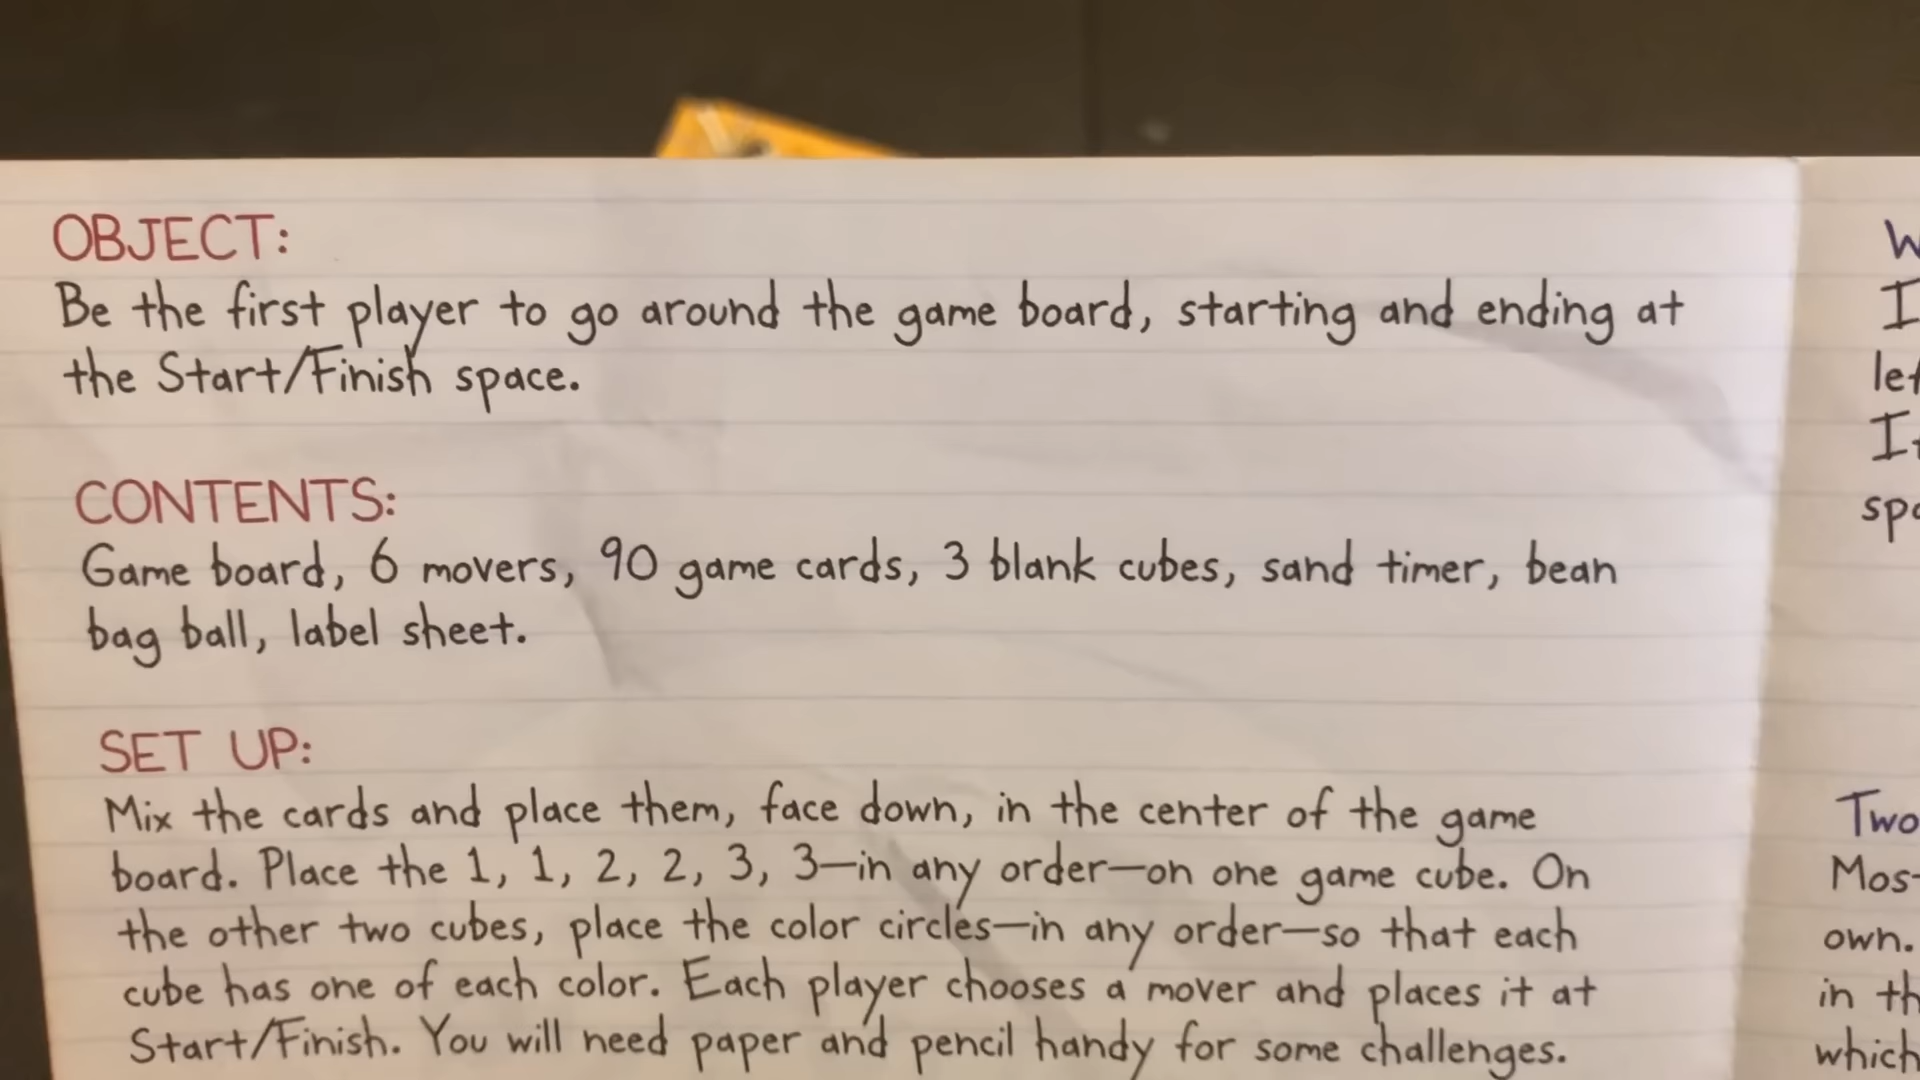 OBJECT:
Be the first player to go around the game board, starting and ending at
the Start/Finish space.
CONTENTS:
Game board, 6 movers, 90 game cards, 3 blank cubes, sand timer, bean
bag ball, label sheet.
SET UP:
Mix the cards and place them, face down, in the center of the game
board. Place the 1, 1, 2, 2, 3, 3—in any order—on one game cube. On
the other two cubes, place the color circles—in any order—so that each
cube has one of each color. Each player chooses a mover and places it at
Start/Finish. You will need paper and pencil handy for some challenges.
Two
own.
in
which